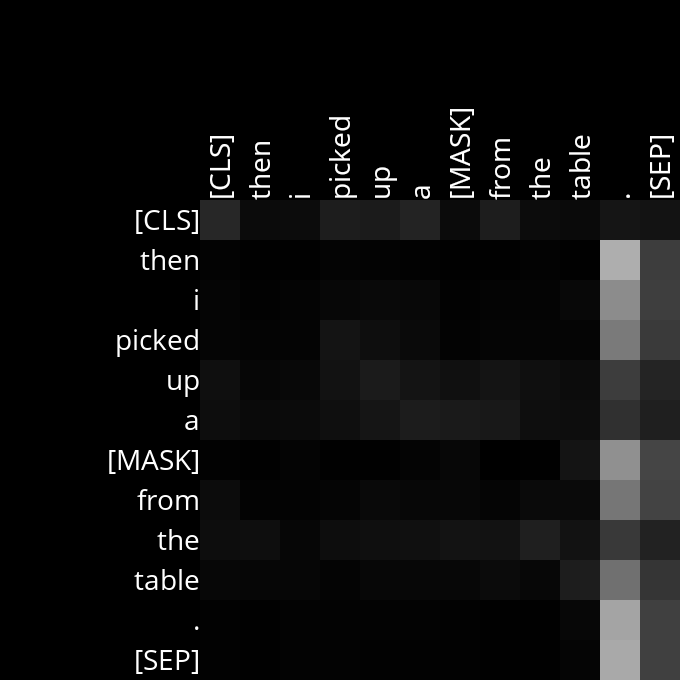 [CLS] then i picked up a [MASK] from the table . [SEP]
[CLS]
then
i
picked
up
a
[MASK]
from
the
table
.
[SEP]